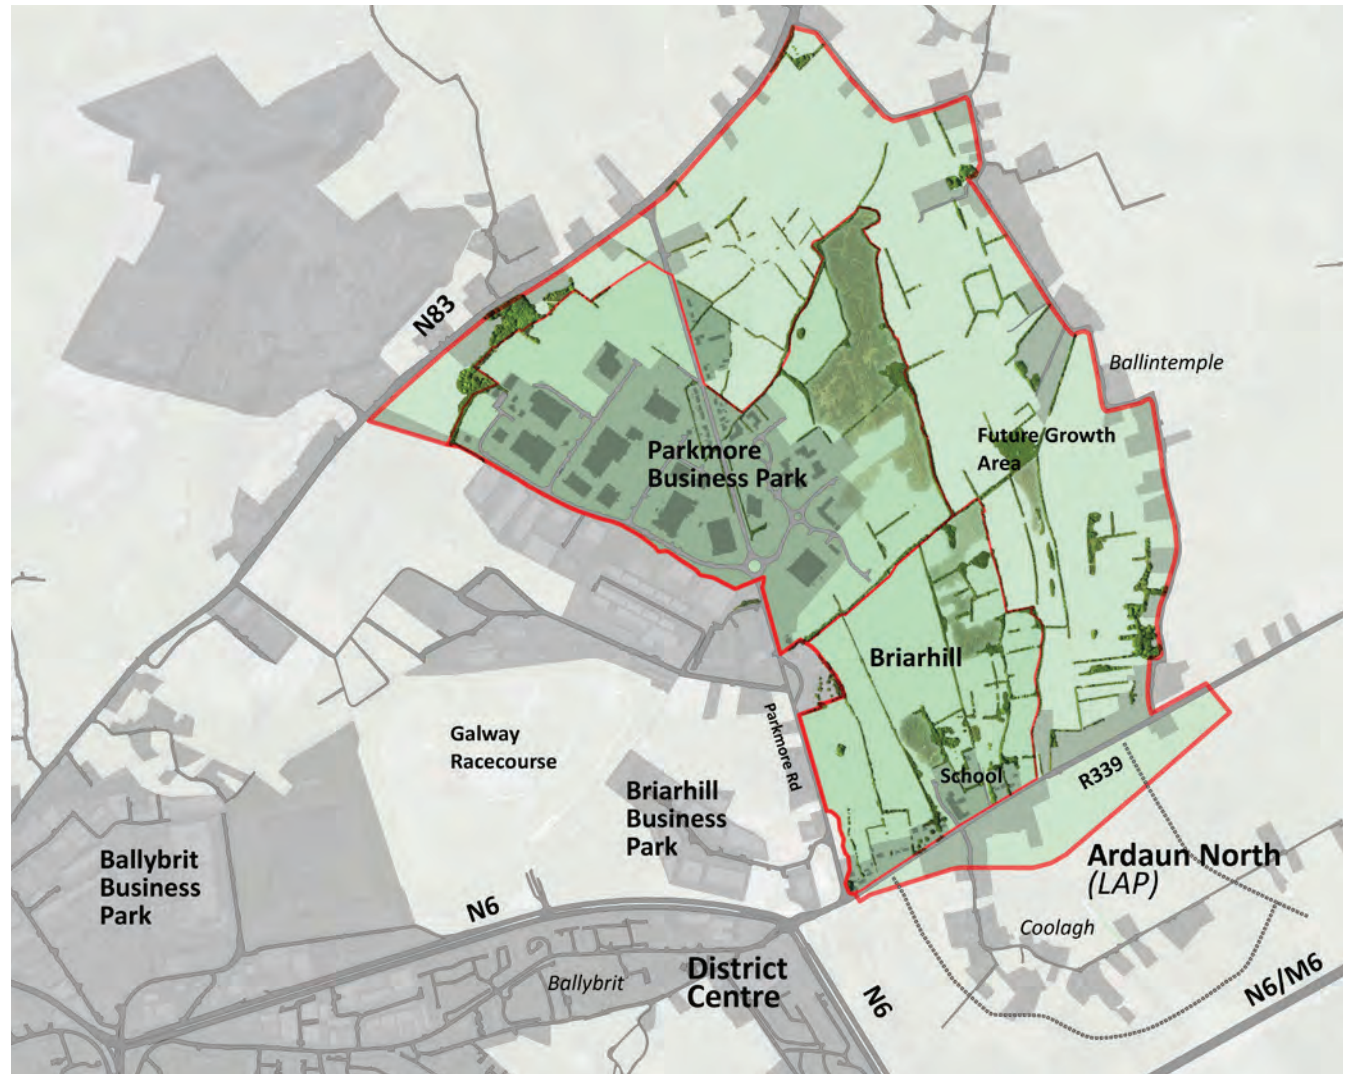 N83
Ballintemple
Future Growth
Area
Parkmore
Business Park
Briarhill
Galway
Racecourse
Parkmore Rd
School
R339
Briarhill
Business
Park
Ballybrit
Business
Park
Ardaun North
(LAP)
N6
Coolagh
District
Centre
Ballybrit
N6
N6/M6